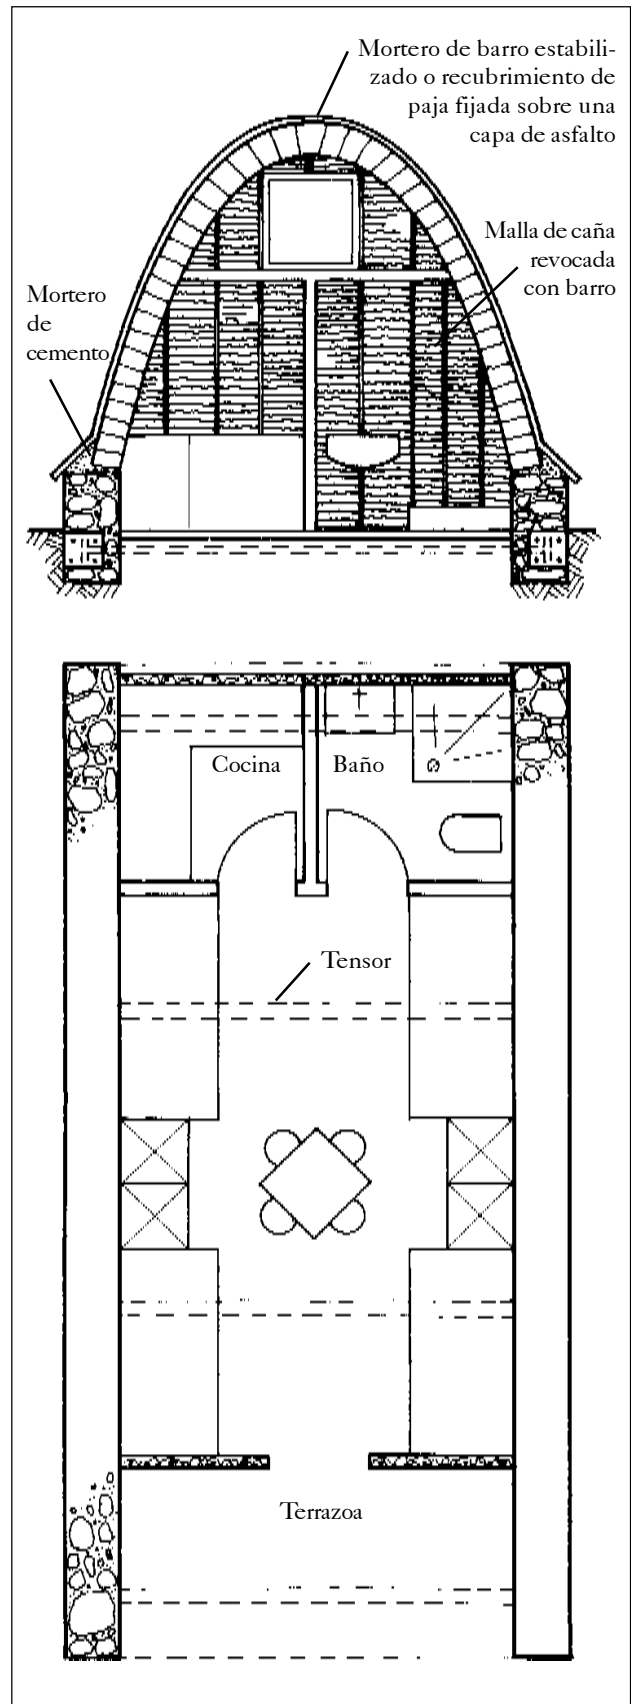 Mortero de barro estabili-
zado o recubrimiento de
paja fijada sobre una
capa de asfalto
Malla de caña
revocada
con barro
Mortero
de
cemento
Cocina
Baño
Tensor
Terrazoa